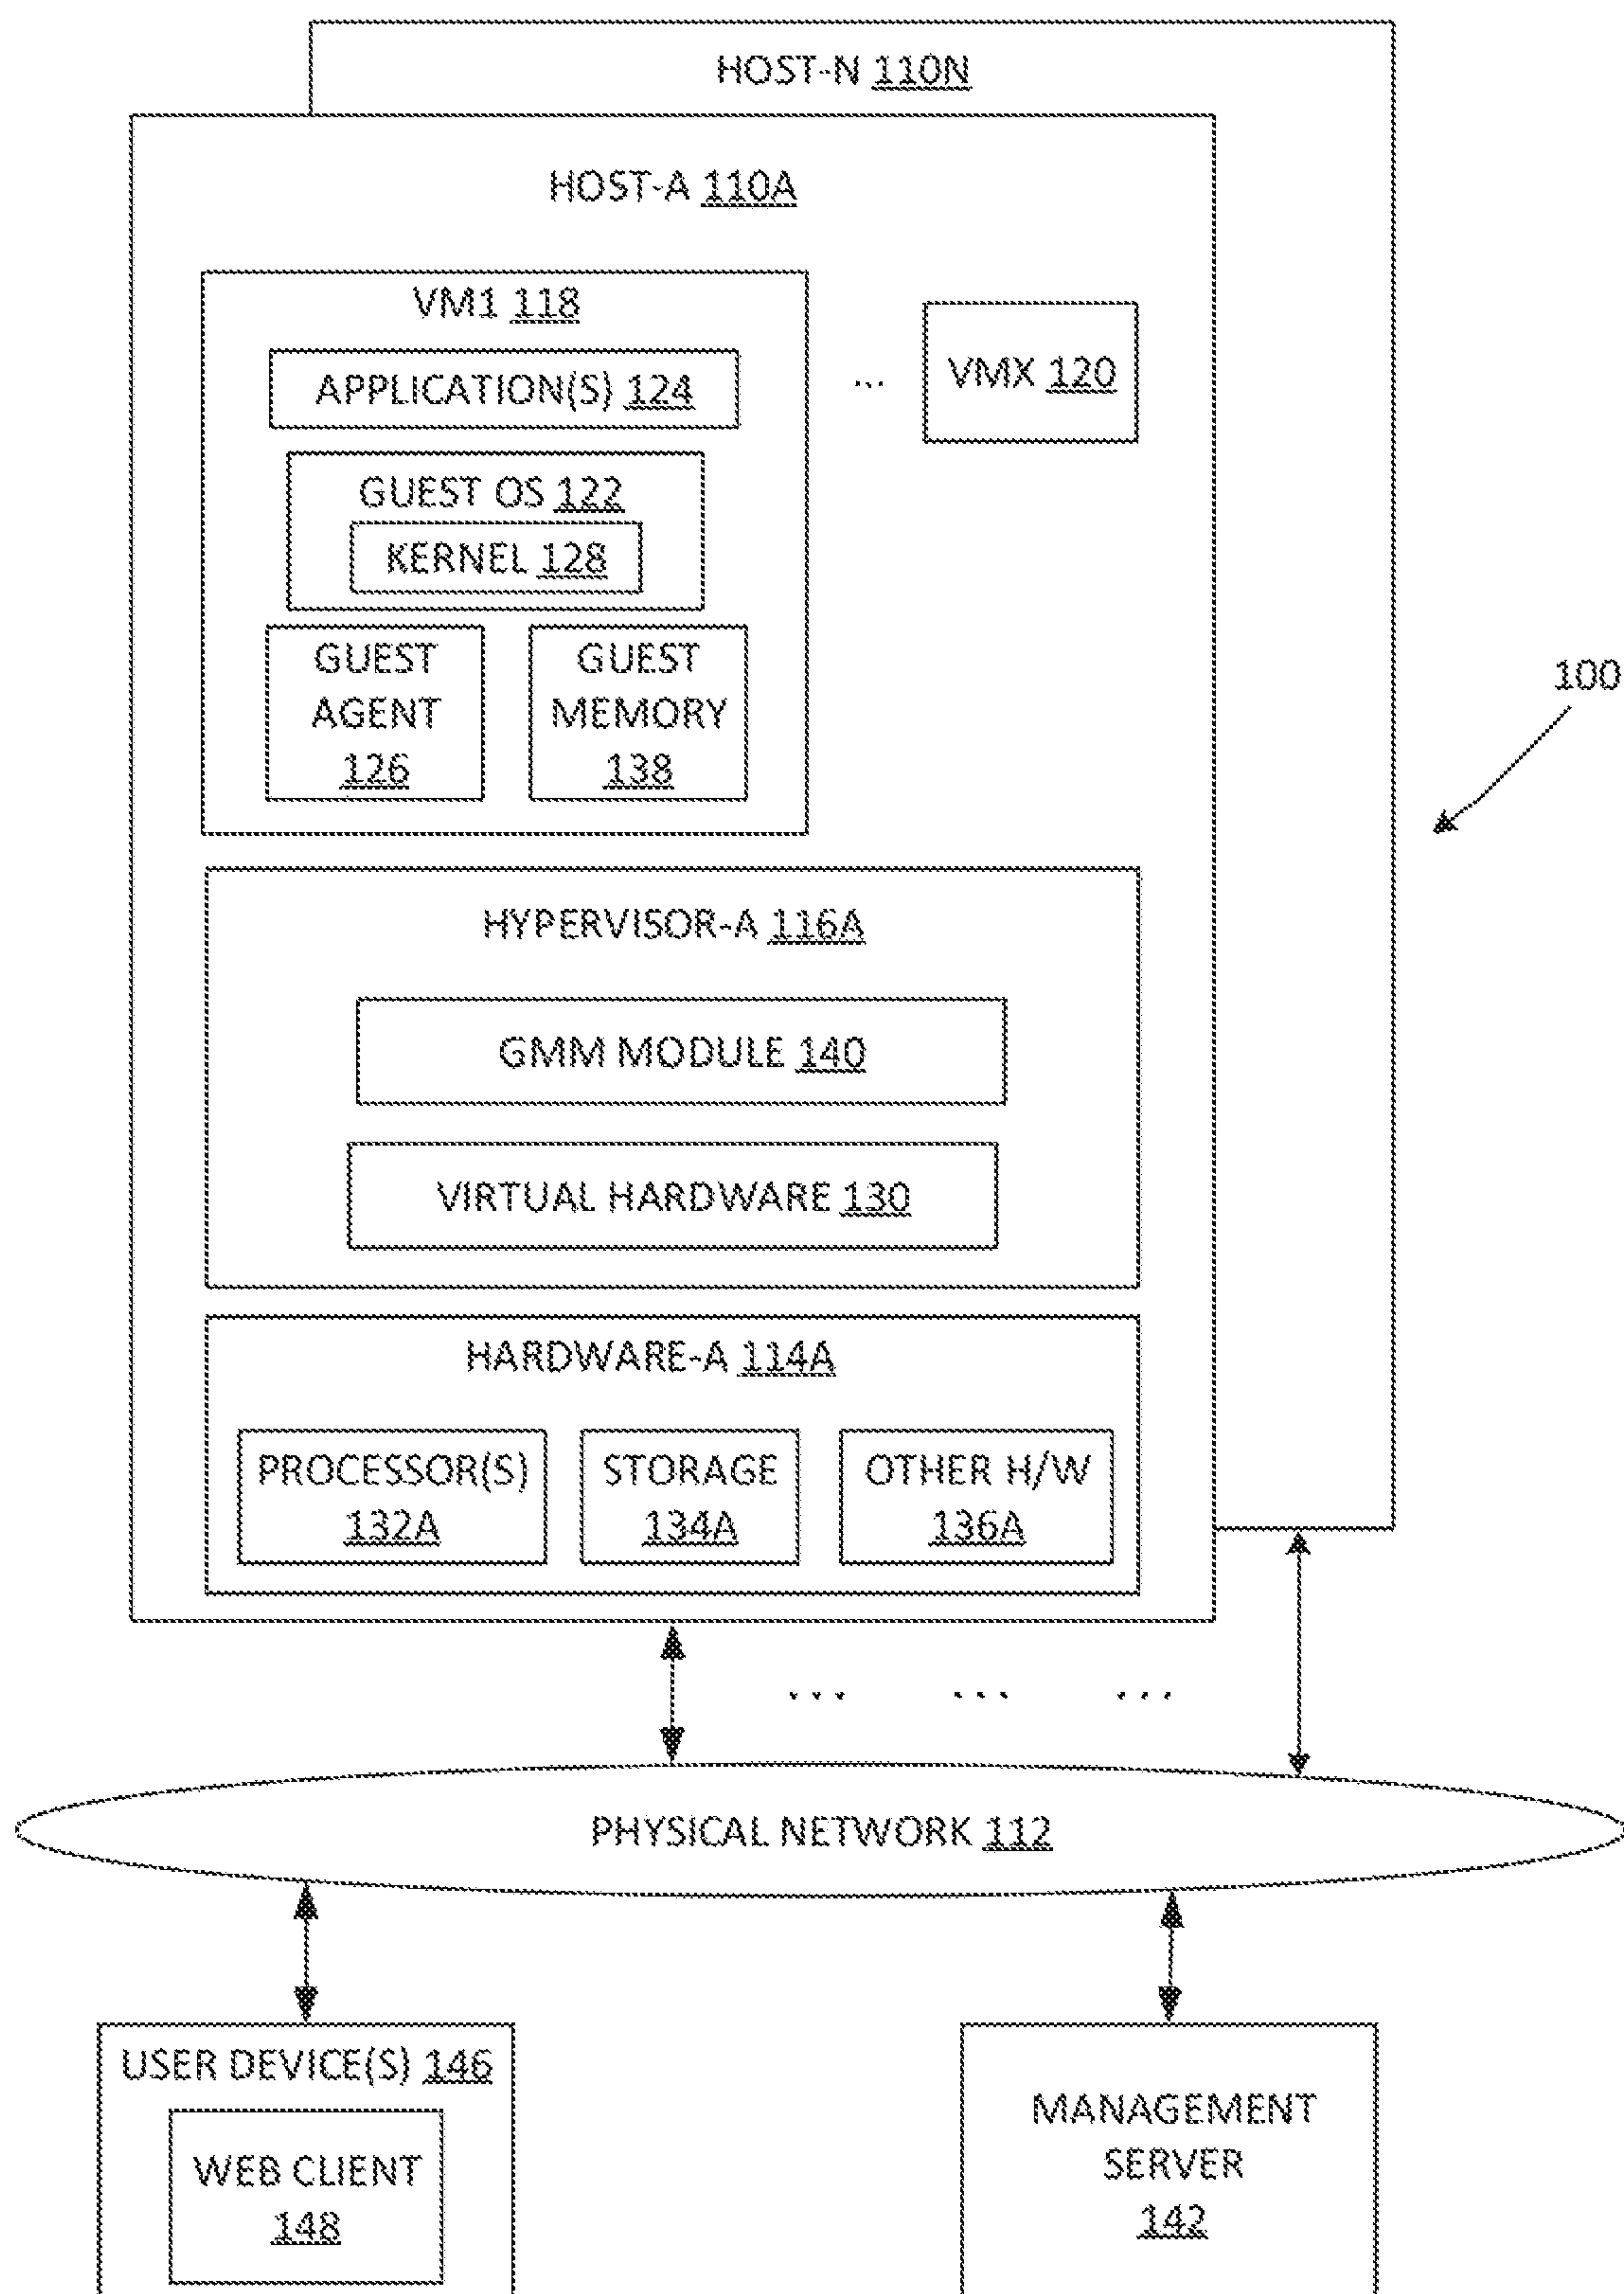 HOST-N 110N
HOST-A 110A
VM1 118
APPLICATION(S) 124
...
VMX 120
GUEST OS 122
KERNEL 128
GUEST
AGENT
126
GUEST
MEMORY
138
100
HYPERVISOR-A 116A
GMM MODULE 140
VIRTUAL HARDWARE 130
HARDWARE-A 114A
PROCESSOR(S)
132A
STORAGE
134A
OTHER H/W
136A
... ... ...
PHYSICAL NETWORK 112
USER DEVICE(S) 146
WEB CLIENT
148
MANAGEMENT
SERVER
142